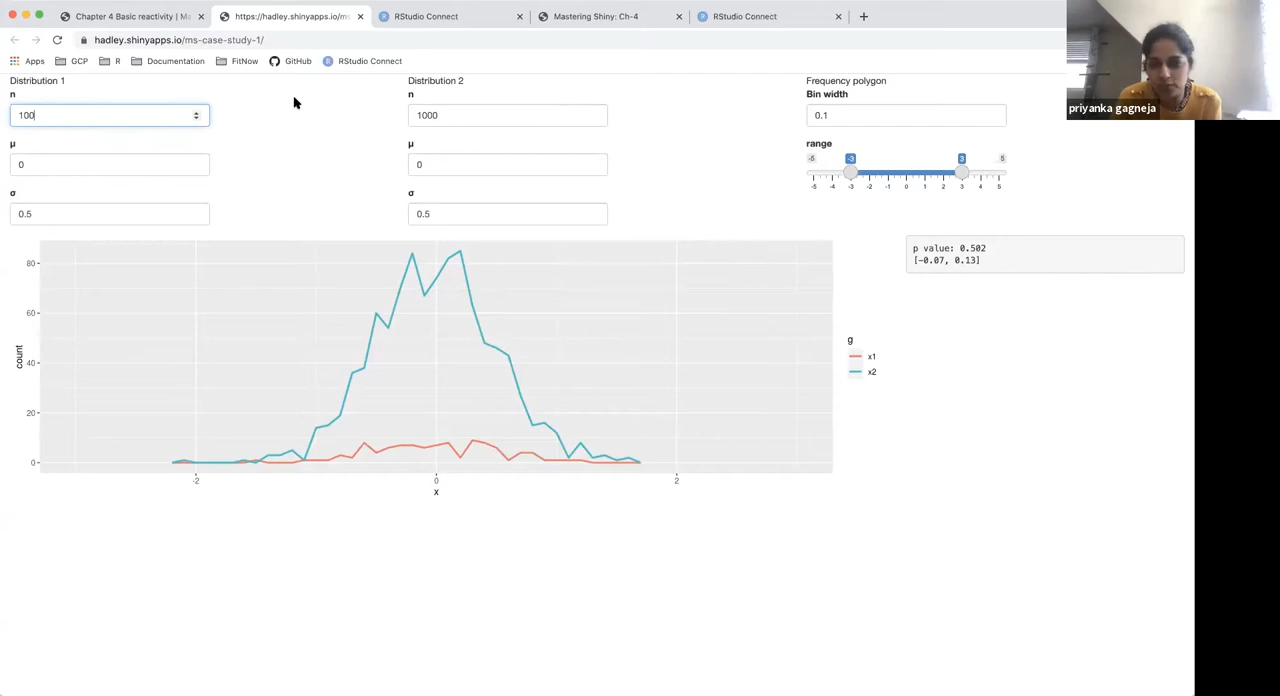 Chapter 4 Basic reactivity | Ma
https://hadley.shinyapps.io/ms-
RStudio Connect
Mastering Shiny: Ch-4
RStudio Connect
hadley.shinyapps.io/ms-case-study-1/
Apps GCP R Documentation FitNow GitHub RStudio Connect
priyanka gagneja
Distribution 1
n
100
μ
0
σ
0.5
Distribution 2
n
1000
μ
0
σ
0.5
Frequency polygon
Bin width
0.1
range
-5 -3 3 5
-5 -4 -3 -2 -1 0 1 2 3 4 5
p value: 0.502
[-0.07, 0.13]
count
80
60
40
20
0
-2 0 2
x
g
x1
x2